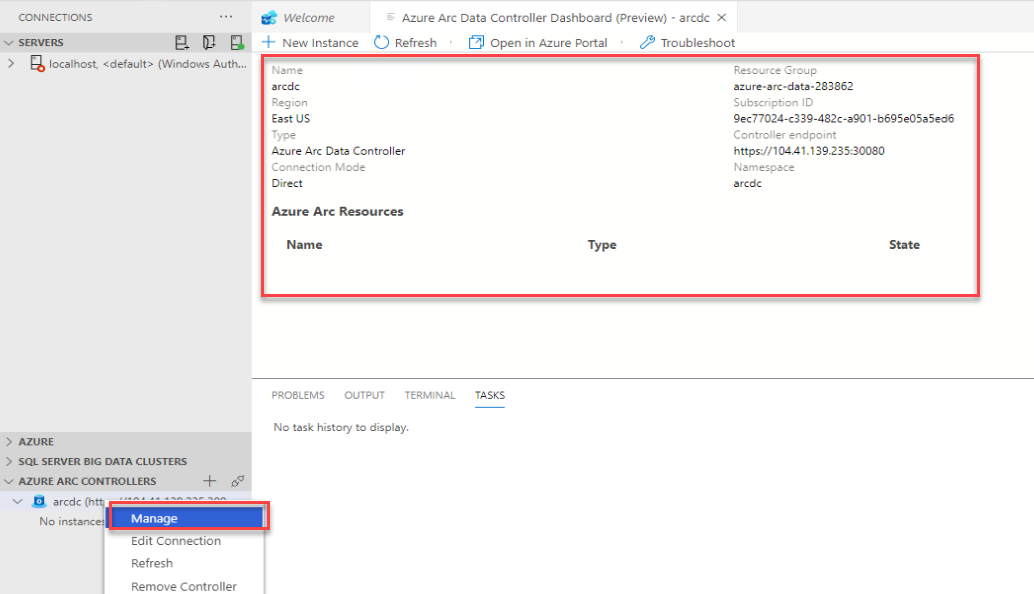 CONNECTIONS
SERVERS
localhost, <default> (Windows Auth...
AZURE
SQL SERVER BIG DATA CLUSTERS
AZURE ARC CONTROLLERS
arcdc (htt
No instances
Manage
Edit Connection
Refresh
Remove Controller
Welcome
Azure Arc Data Controller Dashboard (Preview) - arcdc
New Instance
Refresh
Open in Azure Portal
Troubleshoot
Name
arcdc
Region
East US
Type
Azure Arc Data Controller
Connection Mode
Direct
Resource Group
azure-arc-data-283862
Subscription ID
9ec77024-c339-482c-a901-b695e05a5ed6
Controller endpoint
https://104.41.139.235:30080
Namespace
arcdc
Azure Arc Resources
Name Type State
PROBLEMS OUTPUT TERMINAL TASKS
No task history to display.